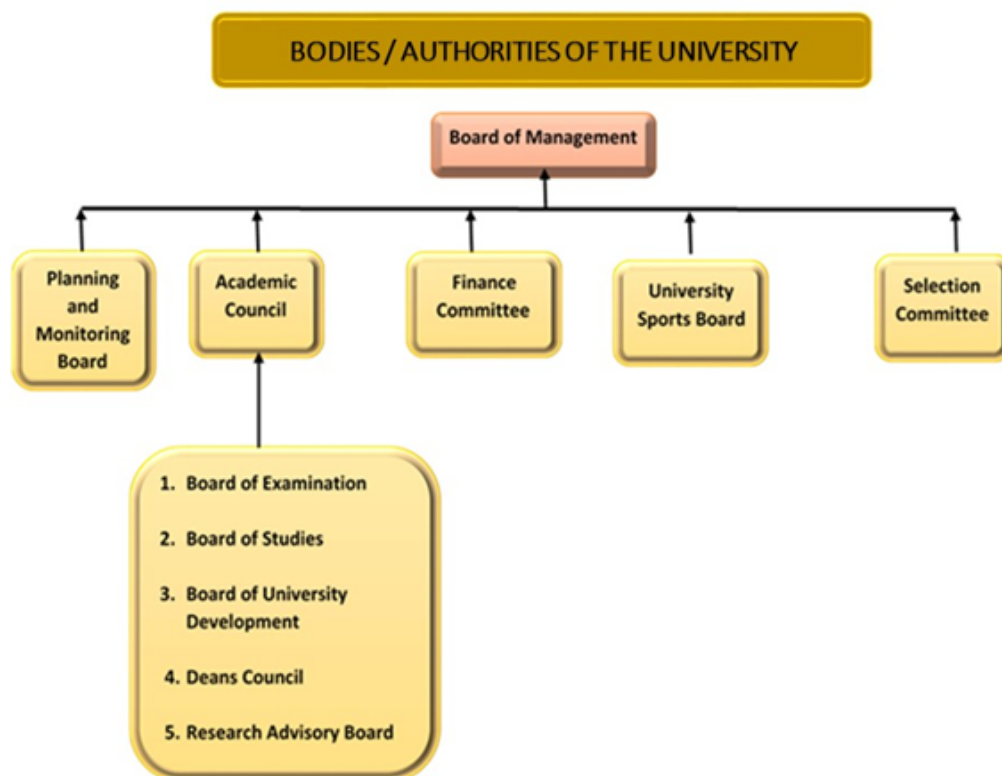 BODIES / AUTHORITIES OF THE UNIVERSITY
Board of Management
Planning
and
Monitoring
Board
Academic
Council
Finance
Committee
University
Sports Board
Selection
Committee
1. Board of Examination
2. Board of Studies
3. Board of University
Development
4. Deans Council
5. Research Advisory Board